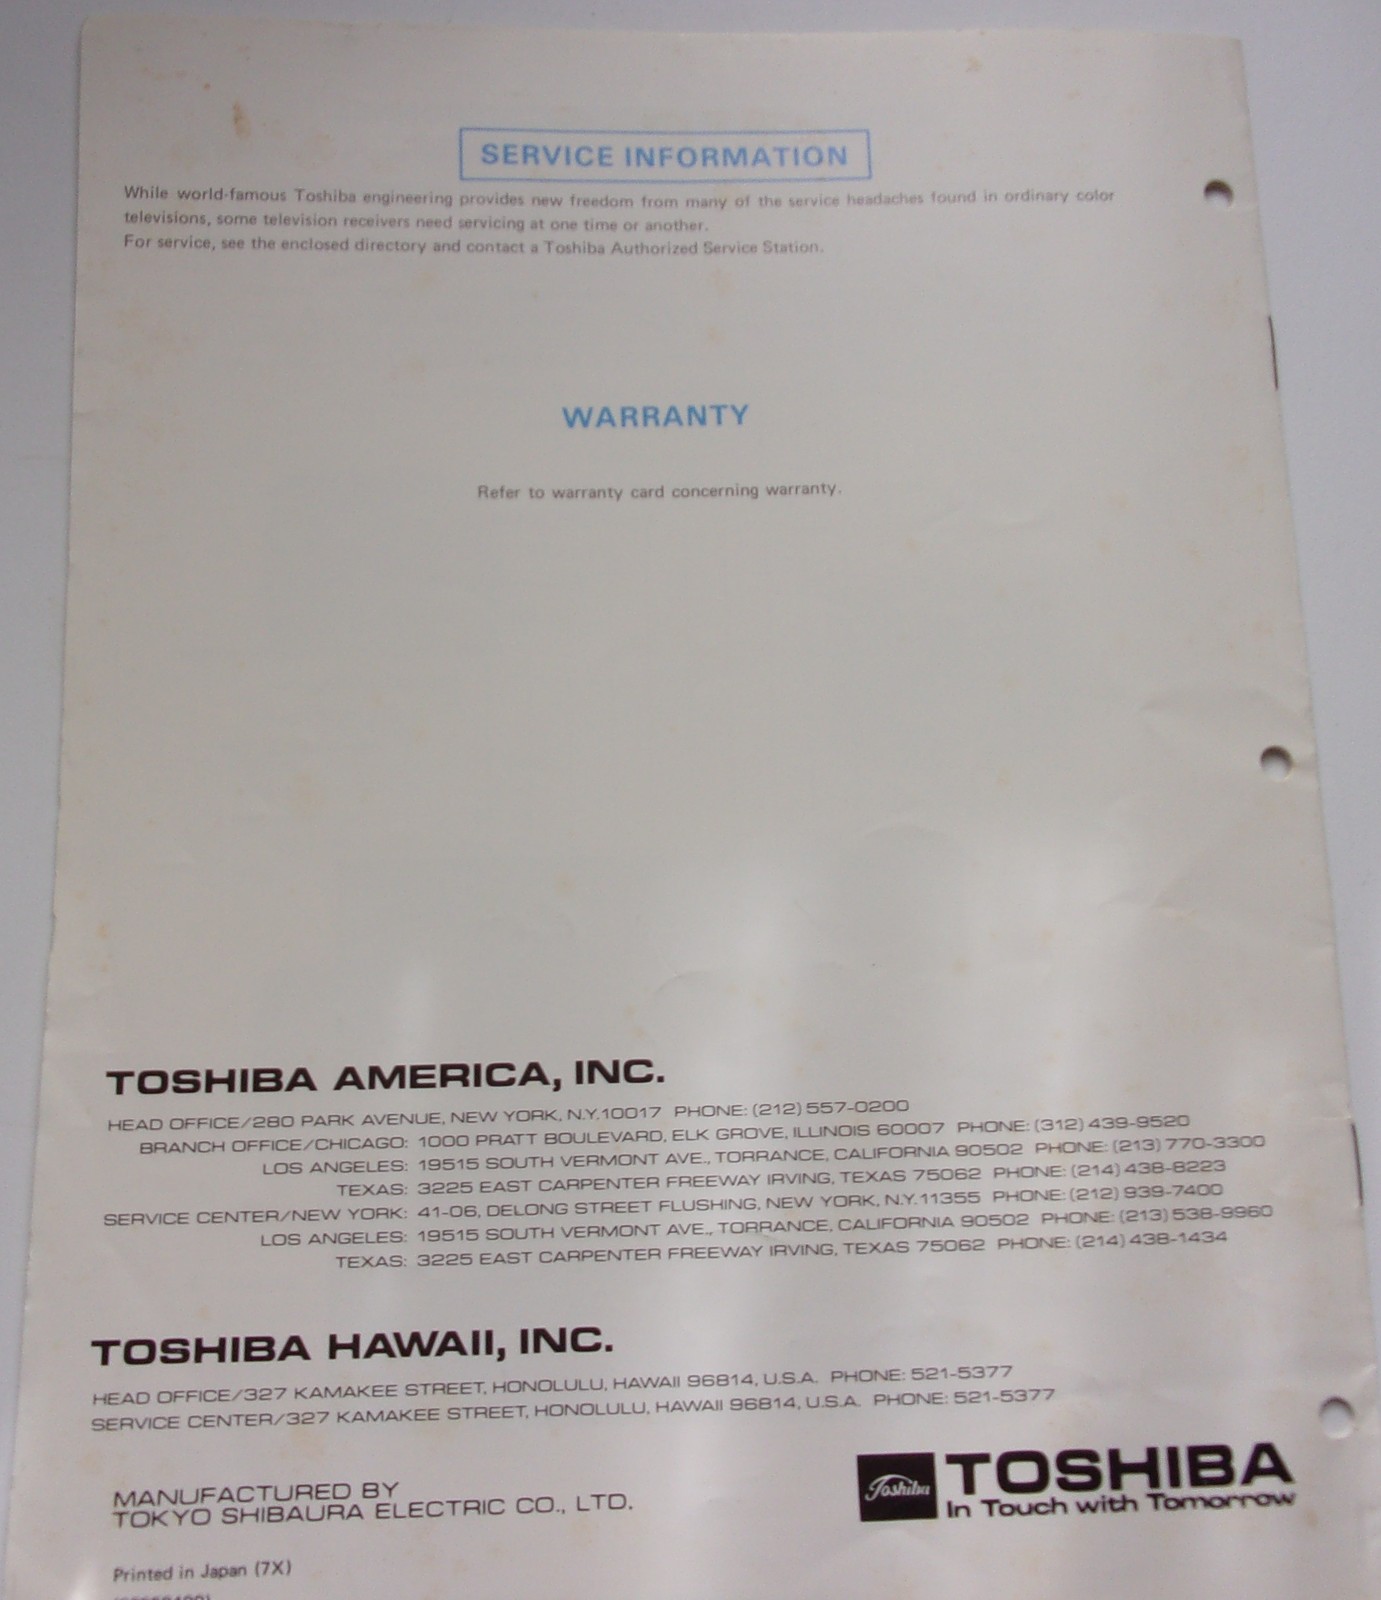 SERVICE INFORMATION
While world-famous Toshiba engineering provides new freedom from many of the service headaches found in ordinary color
televisions, some television receivers need servicing at one time or another.
For service, see the enclosed directory and contact a Toshiba Authorized Service Station.
WARRANTY
Refer to warranty card concerning warranty.
TOSHIBA AMERICA, INC.
HEAD OFFICE/280 PARK AVENUE, NEW YORK, N.Y.10017 PHONE: (212) 557-0200
BRANCH OFFICE/CHICAGO: 1000 PRATT BOULEVARD, ELK GROVE, ILLINOIS 60007 PHONE: (312) 439-9520
LOS ANGELES: 19515 SOUTH VERMONT AVE., TORRANCE, CALIFORNIA 90502 PHONE: (213) 770-3300
TEXAS: 3225 EAST CARPENTER FREEWAY IRVING, TEXAS 75062 PHONE: (214) 438-8223
SERVICE CENTER/NEW YORK: 41-06, DELONG STREET FLUSHING, NEW YORK, N.Y.11355 PHONE: (212) 939-7400
LOS ANGELES: 19515 SOUTH VERMONT AVE., TORRANCE, CALIFORNIA 90502 PHONE: (213) 538-9960
TEXAS: 3225 EAST CARPENTER FREEWAY IRVING, TEXAS 75062 PHONE: (214) 438-1434
TOSHIBA HAWAII, INC.
HEAD OFFICE/327 KAMAKEE STREET, HONOLULU, HAWAII 96814, U.S.A. PHONE: 521-5377
SERVICE CENTER/327 KAMAKEE STREET, HONOLULU, HAWAII 96814, U.S.A. PHONE: 521-5377
MANUFACTURED BY
TOKYO SHIBAURA ELECTRIC CO., LTD.
Toshiba
TOSHIBA
In Touch with Tomorrow
Printed in Japan (7X)